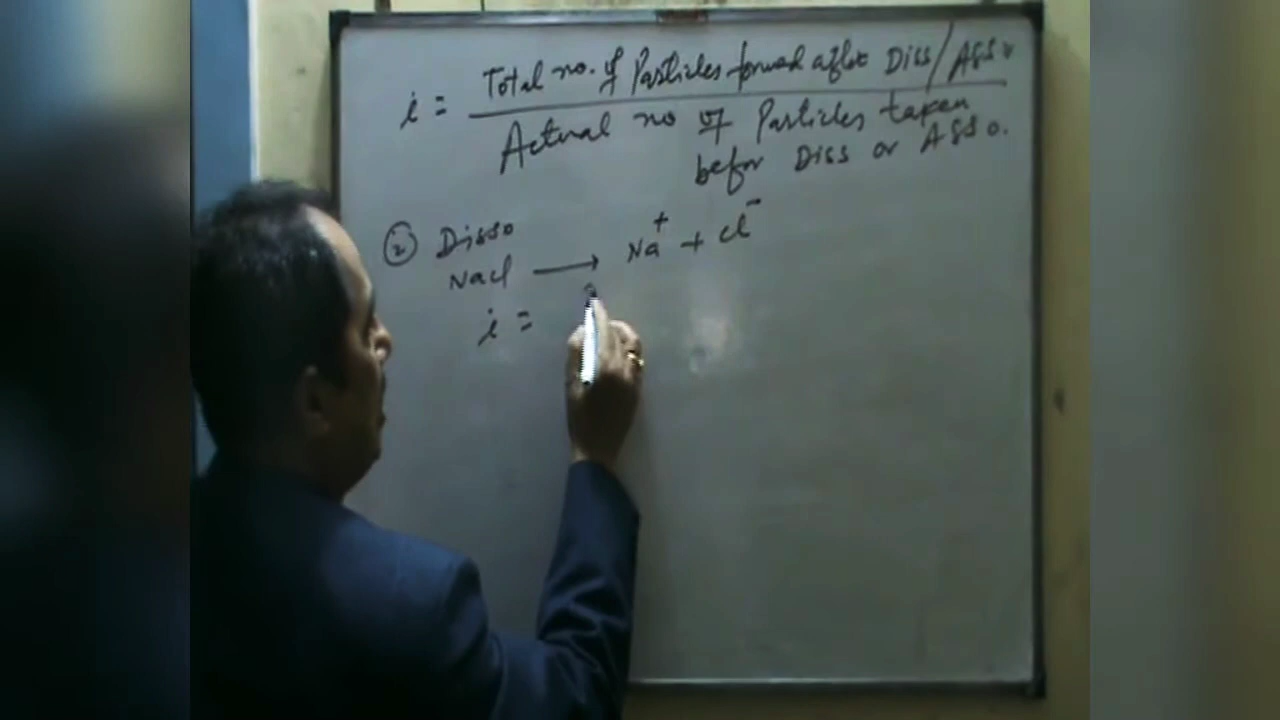 i = Total no. of Particles formed after Diss/Asso
Actual no of Particles taken
befor Diss or Asso.
② Disso
NaCl ⟶ Na⁺ + Cl⁻
i =